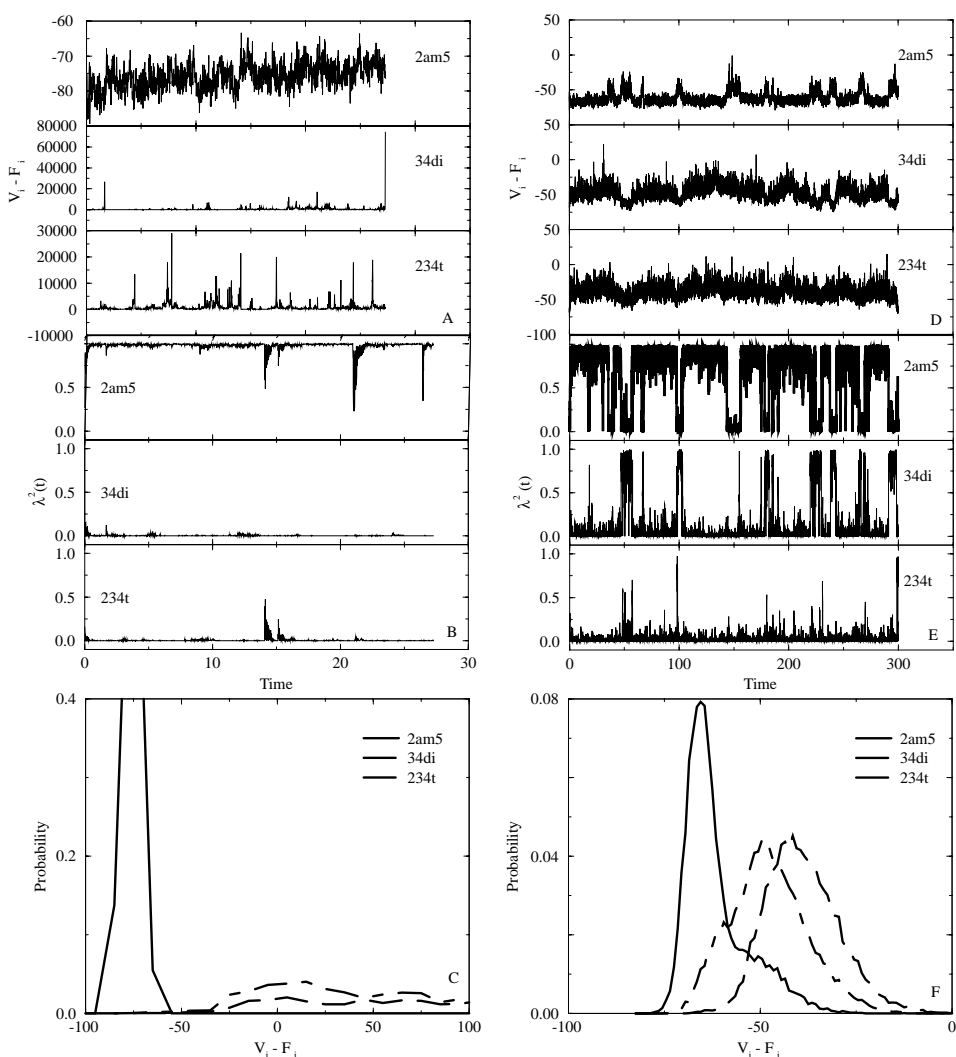 -60
-70
-80
2am5
80000
60000
40000
20000
0
34di
V_i - F_i
30000
20000
10000
0
-10000
234t
A
0.5
0.0
2am5
1.0
0.5
0.0
34di
λ²(t)
1.0
0.5
0.0
234t
B
0
10
20
30
Time
50
0
-50
2am5
50
0
-50
34di
V_i - F_i
50
0
-50
-100
234t
D
0.5
0.0
2am5
1.0
0.5
0.0
34di
λ²(t)
1.0
0.5
0.0
234t
E
0
100
200
300
Time
0.4
0.2
0.0
Probability
2am5
34di
234t
C
-100
-50
0
50
100
V_i - F_i
0.08
0.04
0.00
Probability
2am5
34di
234t
F
-100
-50
0
V_i - F_i